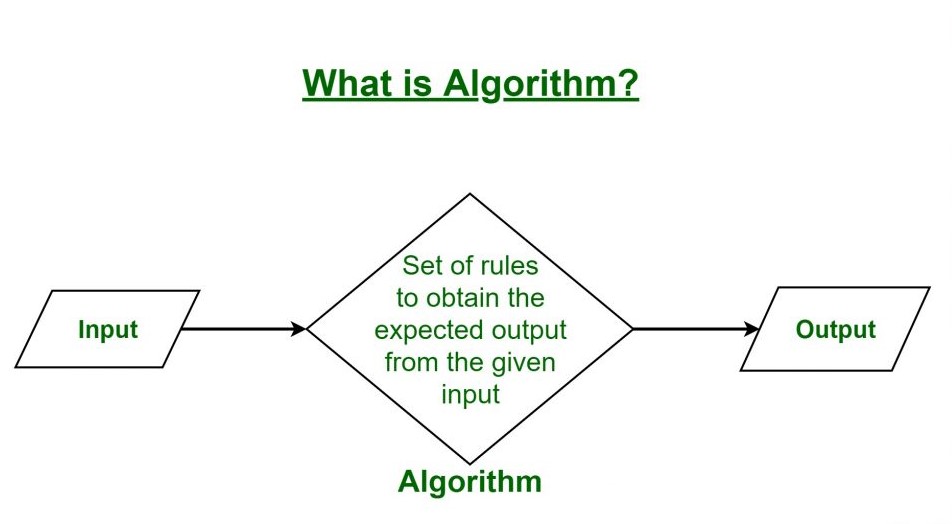 What is Algorithm?
Set of rules
to obtain the
Input
expected output
Output
from the given
input
Algorithm